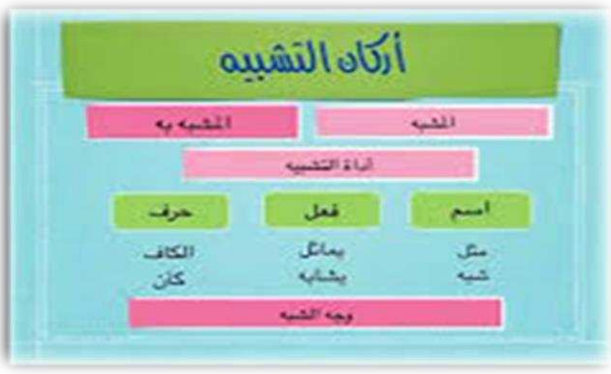 أركان التشبيه
المشبه المشبه به
أداة التشبيه
اسم فعل حرف
مثل يماثل الكاف
شبه يشابه كأن
وجه الشبه